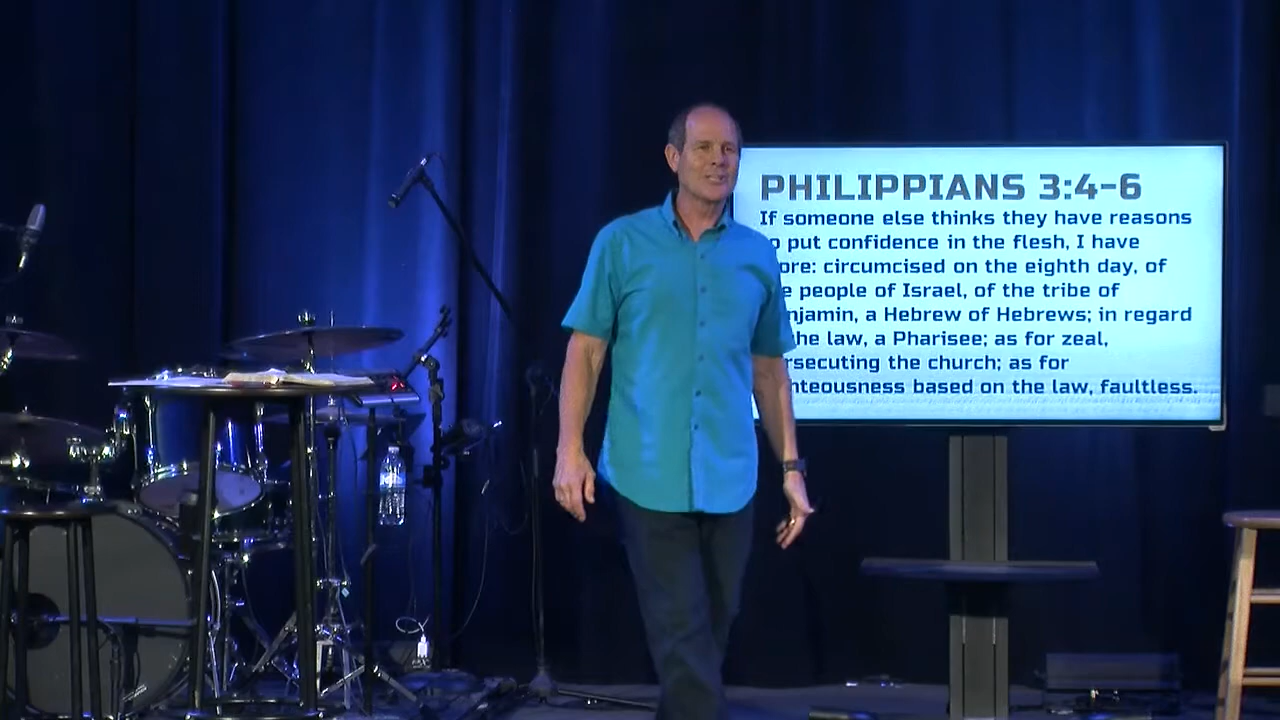 PHILIPPIANS 3:4-6
If someone else thinks they have reasons
put confidence in the flesh, I have
circumcised on the eighth day, of
people of Israel, of the tribe of
a Hebrew of Hebrews; in regard
law, a Pharisee; as for zeal,
the church; as for
based on the law, faultless.